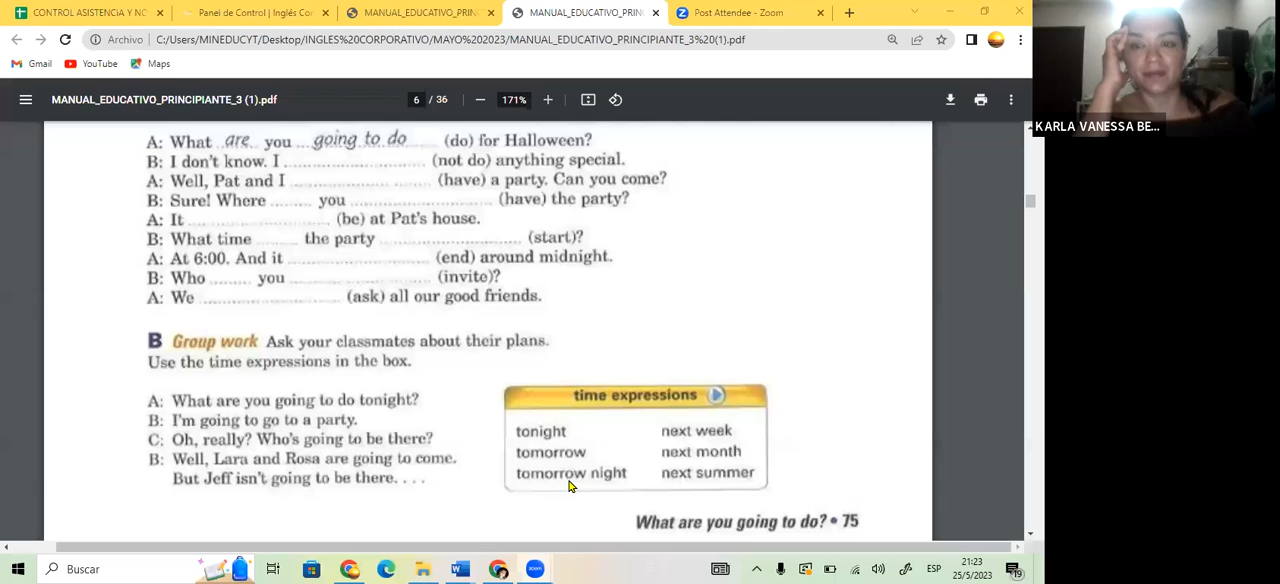 CONTROL ASISTENCIA Y NO
Panel de Control | Inglés Cor
MANUAL_EDUCATIVO_PRIN
MANUAL_EDUCATIVO_PRIN
Post Attendee - Zoom
Archivo
C:/Users/MINEDUCYT/Desktop/INGLES%20CORPORATIVO/MAYO%202023/MANUAL_EDUCATIVO_PRINCIPIANTE_3%20(1).pdf
Gmail
YouTube
Maps
MANUAL_EDUCATIVO_PRINCIPIANTE_3 (1).pdf
6 / 36
171%
KARLA VANESSA BE...
A: What are you going to do (do) for Halloween?
B: I don't know. I .................... (not do) anything special.
A: Well, Pat and I .................... (have) a party. Can you come?
B: Sure! Where ........ you .................... (have) the party?
A: It .................... (be) at Pat's house.
B: What time ........ the party .................... (start)?
A: At 6:00. And it .................... (end) around midnight.
B: Who ........ you .................... (invite)?
A: We .................... (ask) all our good friends.
B Group work Ask your classmates about their plans.
Use the time expressions in the box.
A: What are you going to do tonight?
B: I'm going to go to a party.
C: Oh, really? Who's going to be there?
B: Well, Lara and Rosa are going to come.
But Jeff isn't going to be there. . . .
time expressions
tonight next week
tomorrow next month
tomorrow night next summer
What are you going to do? • 75
Buscar
ESP
21:23
25/5/2023
19